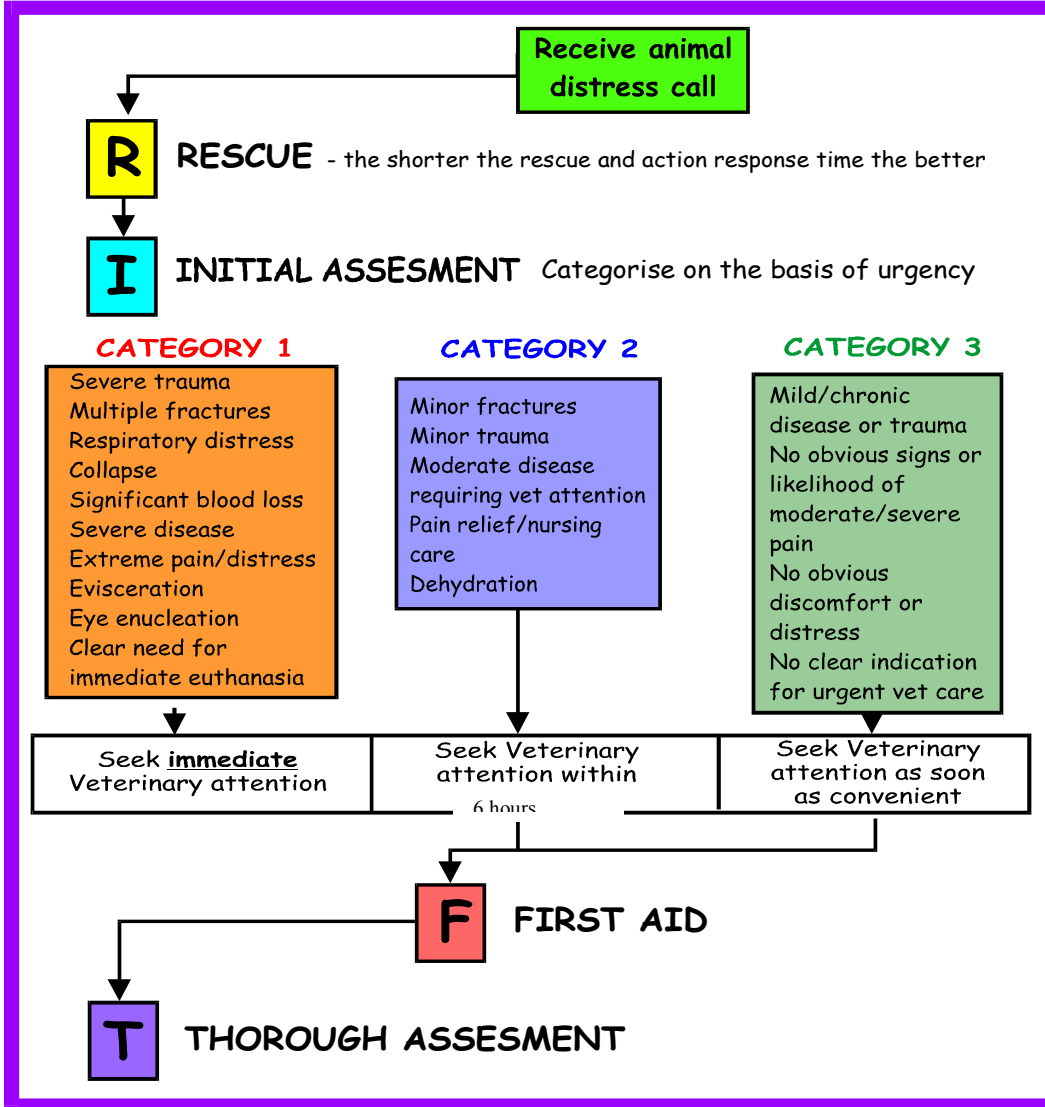 Receive animal
distress call
R
RESCUE - the shorter the rescue and action response time the better
I
INITIAL ASSESMENT Categorise on the basis of urgency
CATEGORY 1
Severe trauma
Multiple fractures
Respiratory distress
Collapse
Significant blood loss
Severe disease
Extreme pain/distress
Evisceration
Eye enucleation
Clear need for
immediate euthanasia
CATEGORY 2
Minor fractures
Minor trauma
Moderate disease
requiring vet attention
Pain relief/nursing
care
Dehydration
CATEGORY 3
Mild/chronic
disease or trauma
No obvious signs or
likelihood of
moderate/severe
pain
No obvious
discomfort or
distress
No clear indication
for urgent vet care
Seek immediate
Veterinary attention
Seek Veterinary
attention within
6 hours
Seek Veterinary
attention as soon
as convenient
F
FIRST AID
T
THOROUGH ASSESMENT